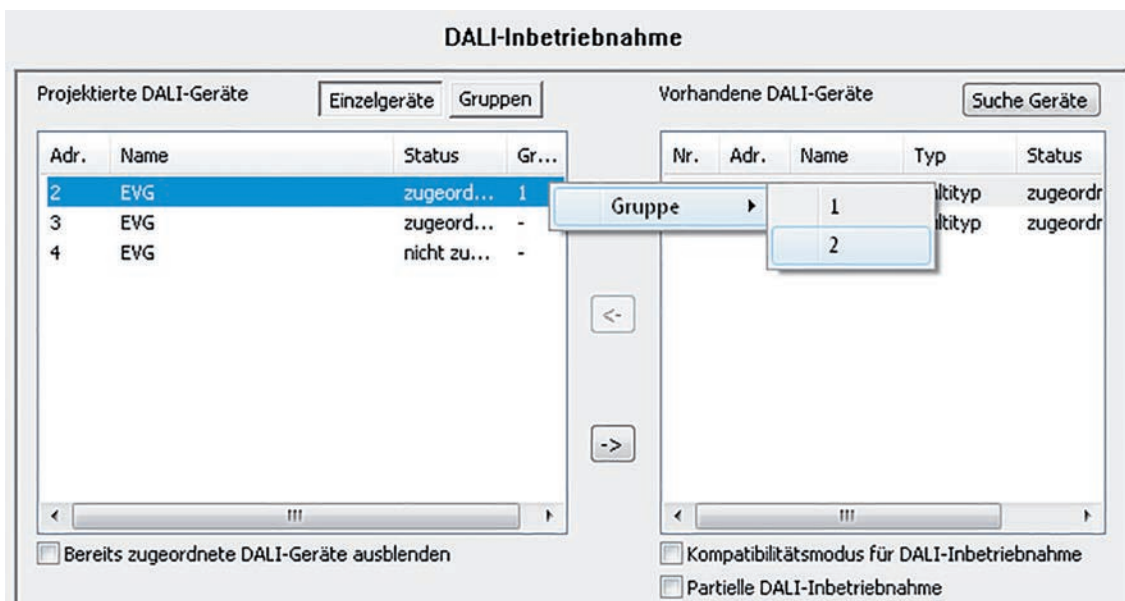 DALI-Inbetriebnahme
Projektierte DALI-Geräte Einzelgeräte Gruppen
Adr. Name Status Gr...
2 EVG zugeord... 1
3 EVG zugeord... -
4 EVG nicht zu... -
Bereits zugeordnete DALI-Geräte ausblenden
<-
->
Vorhandene DALI-Geräte Suche Geräte
Nr. Adr. Name Typ Status
Gruppe
1
2
ltityp zugeordr
ltityp zugeordr
Kompatibilitätsmodus für DALI-Inbetriebnahme
Partielle DALI-Inbetriebnahme